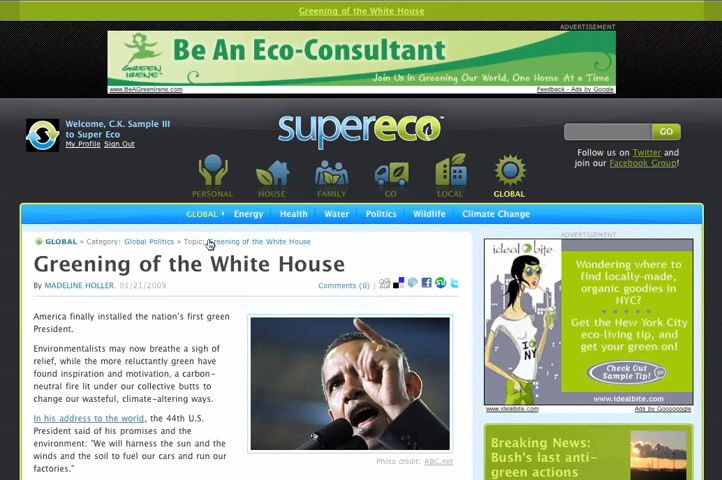 Greening of the White House
ADVERTISEMENT
GREEN IRENE
Be An Eco-Consultant
Join Us in Greening Our World, One Home At a Time
www.BeAGreenIrene.com
Feedback - Ads by Google
Welcome, C.K. Sample III
to Super Eco
My Profile Sign Out
supereco
GO
Follow us on Twitter and
join our Facebook Group!
PERSONAL
HOUSE
FAMILY
GO
LOCAL
GLOBAL
GLOBAL Energy Health Water Politics Wildlife Climate Change
GLOBAL » Category: Global Politics » Topic: Greening of the White House
Greening of the White House
By MADELINE HOLLER, 01/21/2009
Comments (0) |
America finally installed the nation's first green
President.
Environmentalists may now breathe a sigh of
relief, while the more reluctantly green have
found inspiration and motivation, a carbon-
neutral fire lit under our collective butts to
change our wasteful, climate-altering ways.
In his address to the world, the 44th U.S.
President said of his promises and the
environment: "We will harness the sun and the
winds and the soil to fuel our cars and run our
factories."
Photo credit: ABC.net
ADVERTISEMENT
ideal bite
I NY
Wondering where to
find locally-made,
organic goodies in
NYC?
Get the New York City
eco-living tip, and
get your green on!
Check Out
Sample Tip!
go
www.idealbite.com
www.idealbite.com
Ads by Goooooogle
Breaking News:
Bush's last anti-
green actions